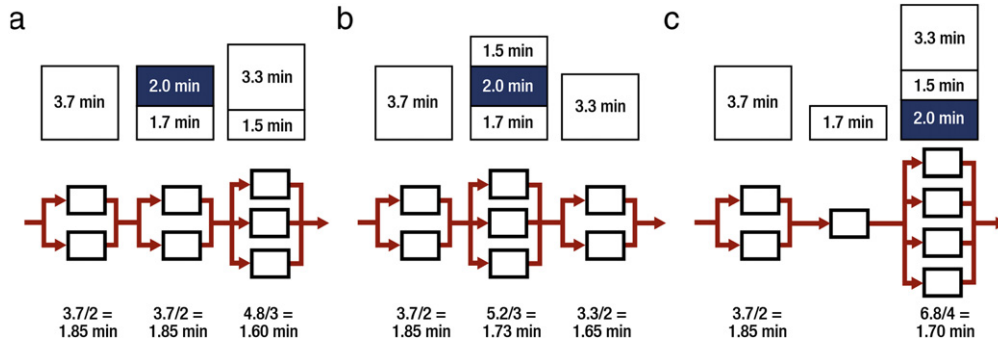 a
3.7 min
2.0 min
1.7 min
3.3 min
1.5 min
3.7/2 =
1.85 min
3.7/2 =
1.85 min
4.8/3 =
1.60 min
b
3.7 min
1.5 min
2.0 min
1.7 min
3.3 min
3.7/2 =
1.85 min
5.2/3 =
1.73 min
3.3/2 =
1.65 min
c
3.7 min
1.7 min
3.3 min
1.5 min
2.0 min
3.7/2 =
1.85 min
6.8/4 =
1.70 min